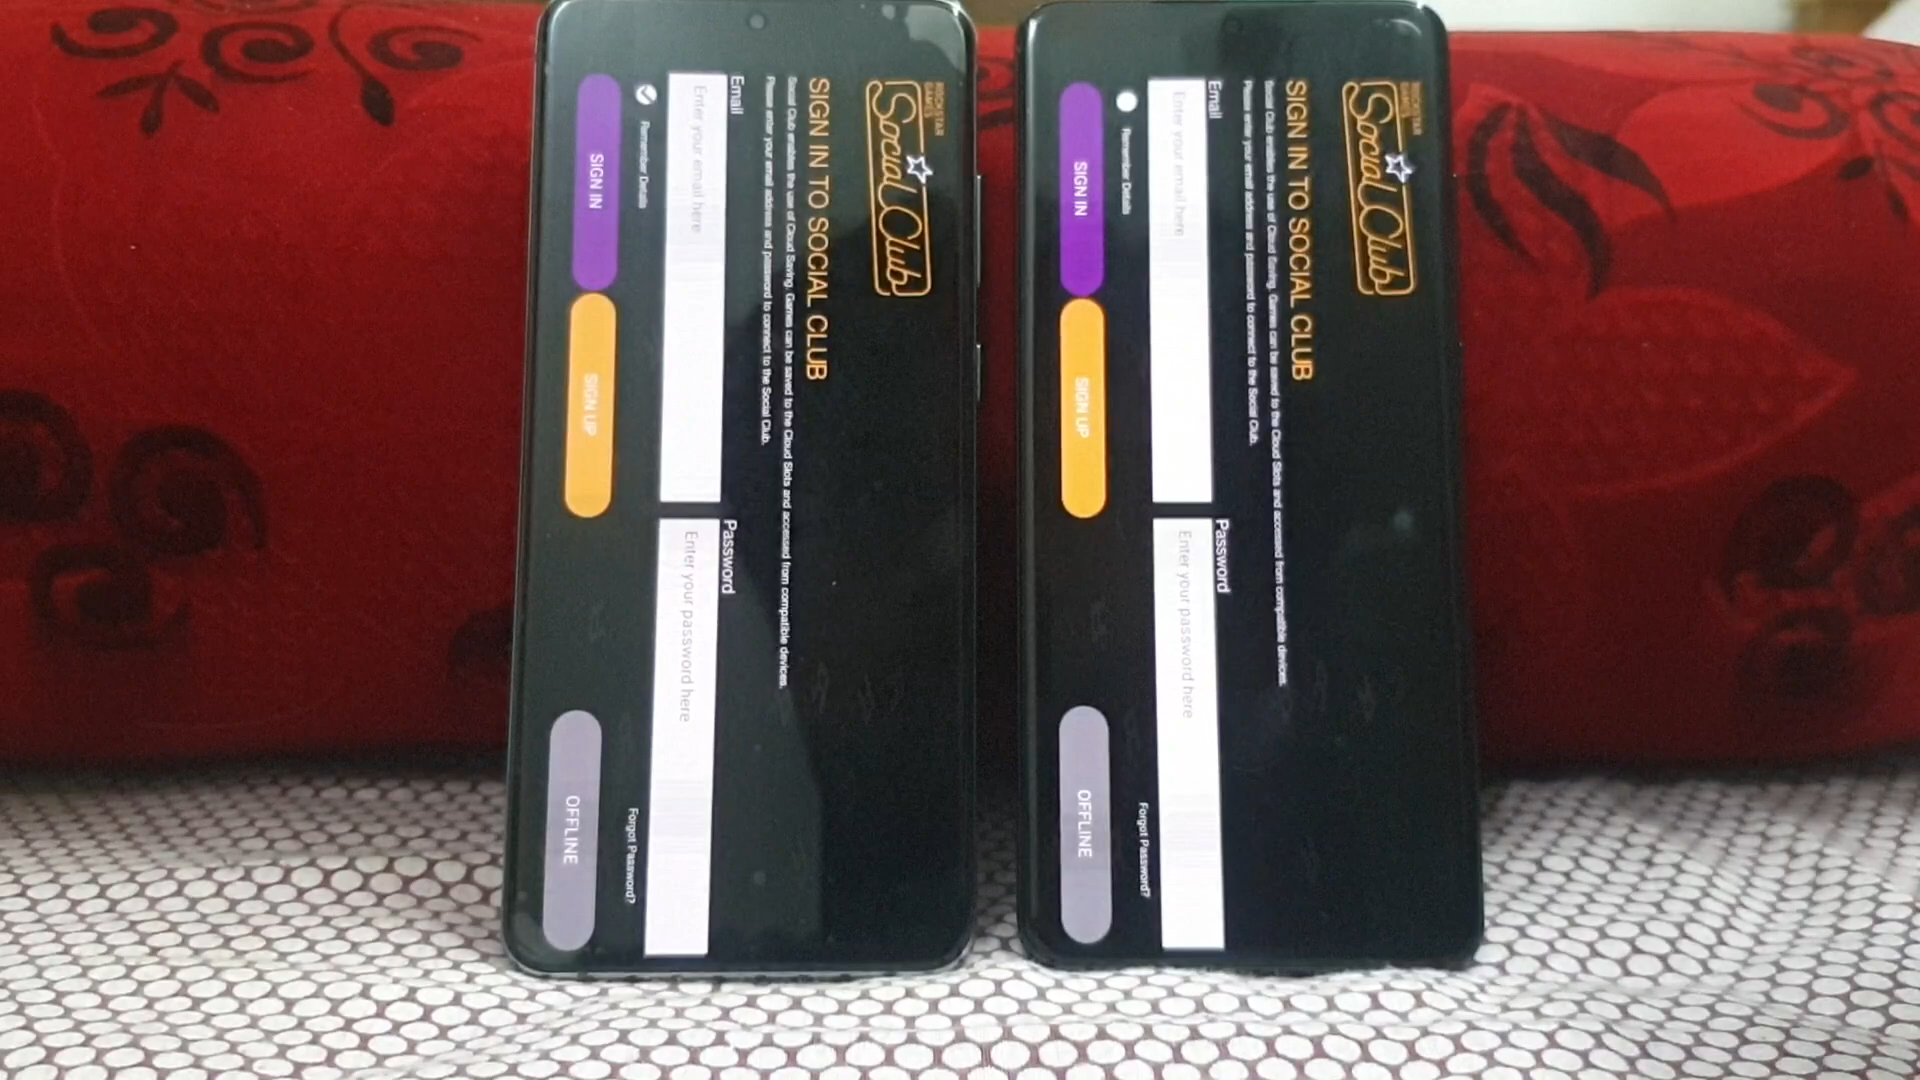 ROCKSTAR
GAMES
Social Club
SIGN IN TO SOCIAL CLUB
Social Club enables the use of Cloud Saving. Games can be saved to the Cloud Slots and accessed from compatible devices.
Please enter your email address and password to connect to the Social Club.
Email
Password
Enter your email here
Enter your password here
Remember Details
Forgot Password?
SIGN IN
SIGN UP
OFFLINE
ROCKSTAR
GAMES
Social Club
SIGN IN TO SOCIAL CLUB
Social Club enables the use of Cloud Saving. Games can be saved to the Cloud Slots and accessed from compatible devices.
Please enter your email address and password to connect to the Social Club.
Email
Password
Enter your email here
Enter your password here
Remember Details
Forgot Password?
SIGN IN
SIGN UP
OFFLINE